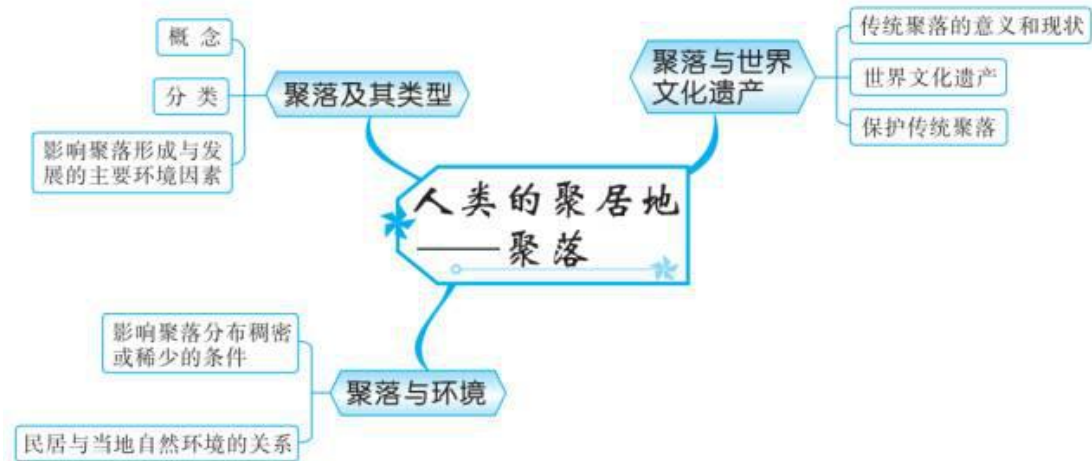 概 念
分 类
影响聚落形成与发
展的主要环境因素
聚落及其类型
聚落与世界
文化遗产
传统聚落的意义和现状
世界文化遗产
保护传统聚落
人类的聚居地
——聚落
影响聚落分布稠密
或稀少的条件
民居与当地自然环境的关系
聚落与环境